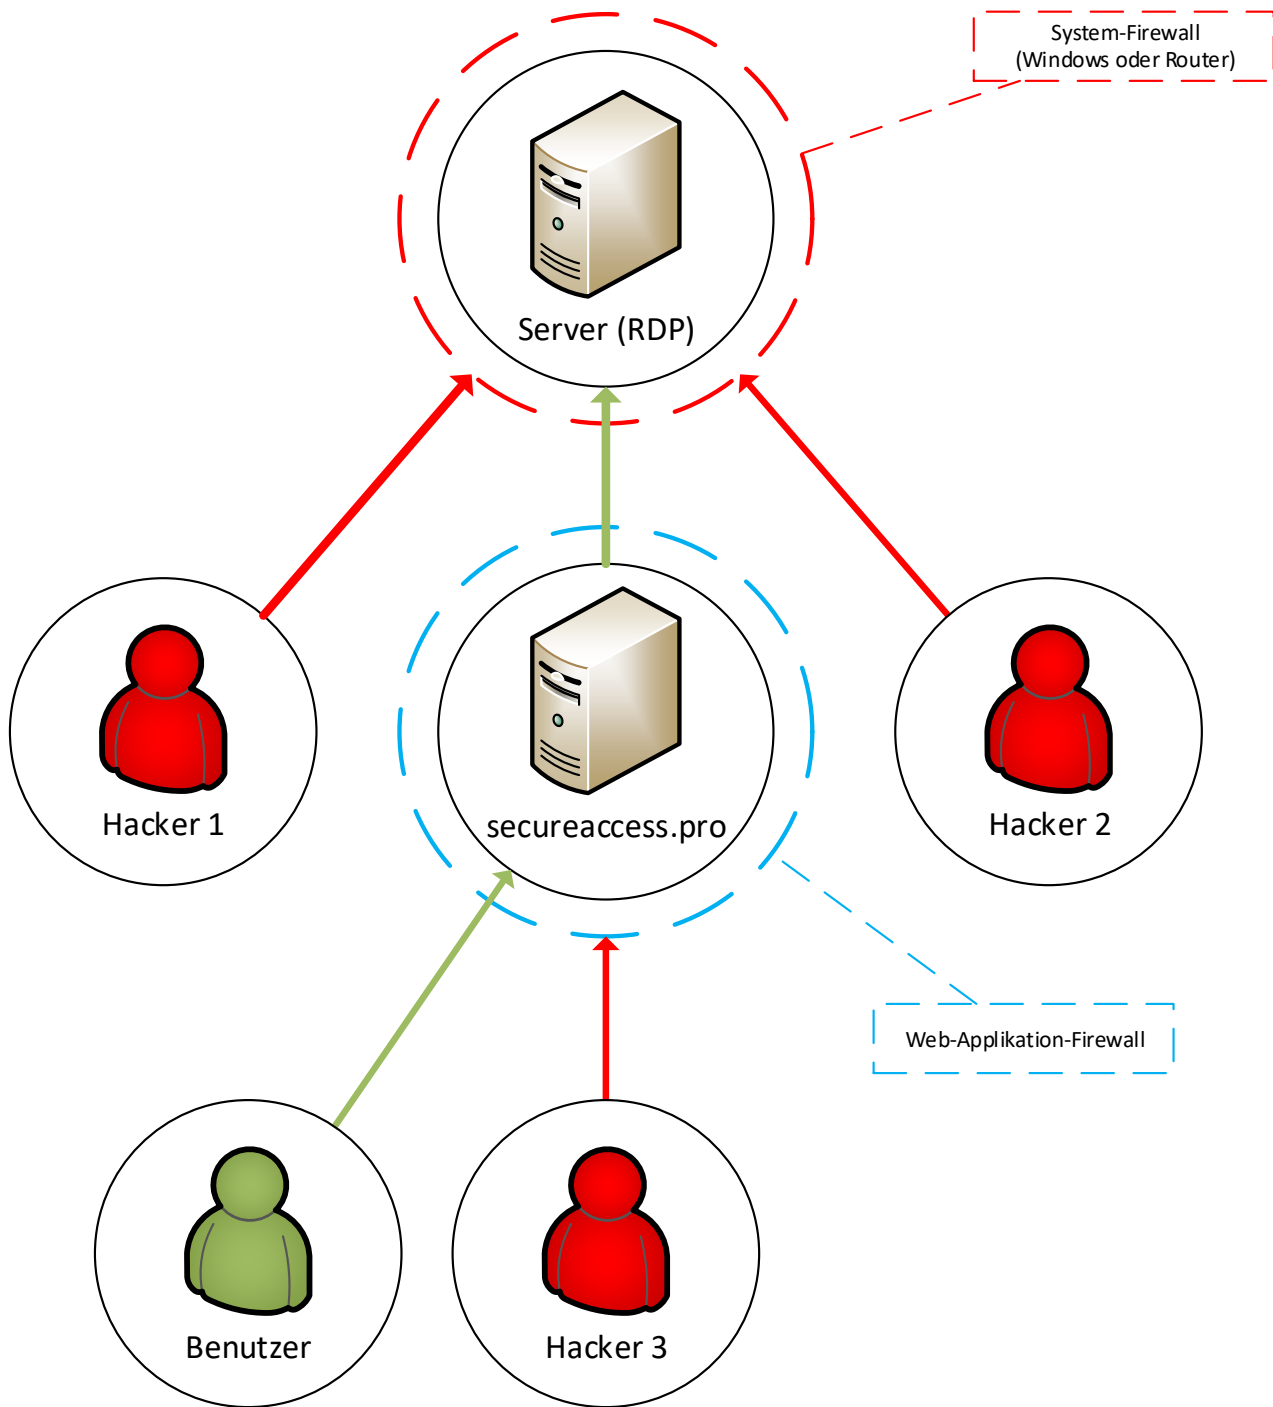 System-Firewall
(Windows oder Router)
Server (RDP)
Hacker 1
secureaccess.pro
Hacker 2
Web-Applikation-Firewall
Benutzer
Hacker 3